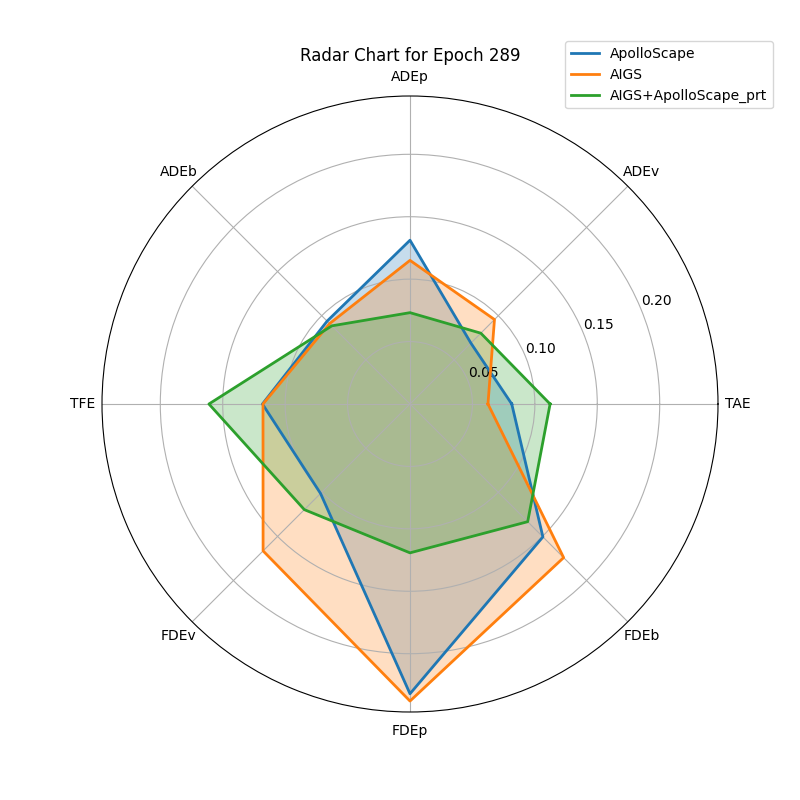 Radar Chart for Epoch 289
ApolloScape
AIGS
AIGS+ApolloScape_prt
ADEp
ADEb
ADEv
0.20
0.15
0.10
0.05
TFE
TAE
FDEv
FDEb
FDEp